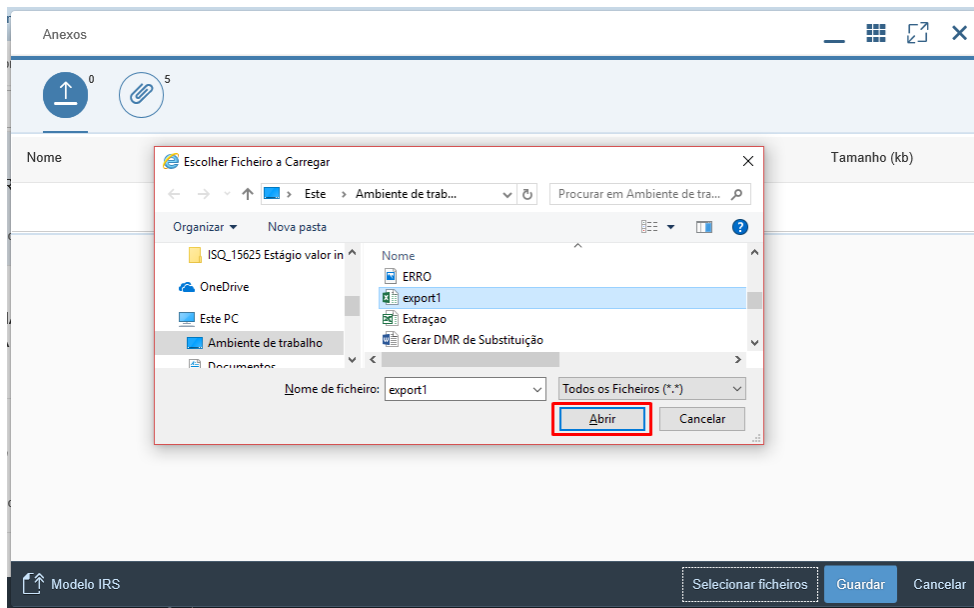 Anexos
0
5
Nome
Tamanho (kb)
Escolher Ficheiro a Carregar
Este > Ambiente de trab...
Procurar em Ambiente de tra...
Organizar
Nova pasta
?
ISQ_15625 Estágio valor in
OneDrive
Este PC
Ambiente de trabalho
Documentos
Nome
ERRO
export1
Extraçao
Gerar DMR de Substituição
Nome de ficheiro:
export1
Todos os Ficheiros (*.*)
Abrir
Cancelar
Modelo IRS
Selecionar ficheiros
Guardar
Cancelar